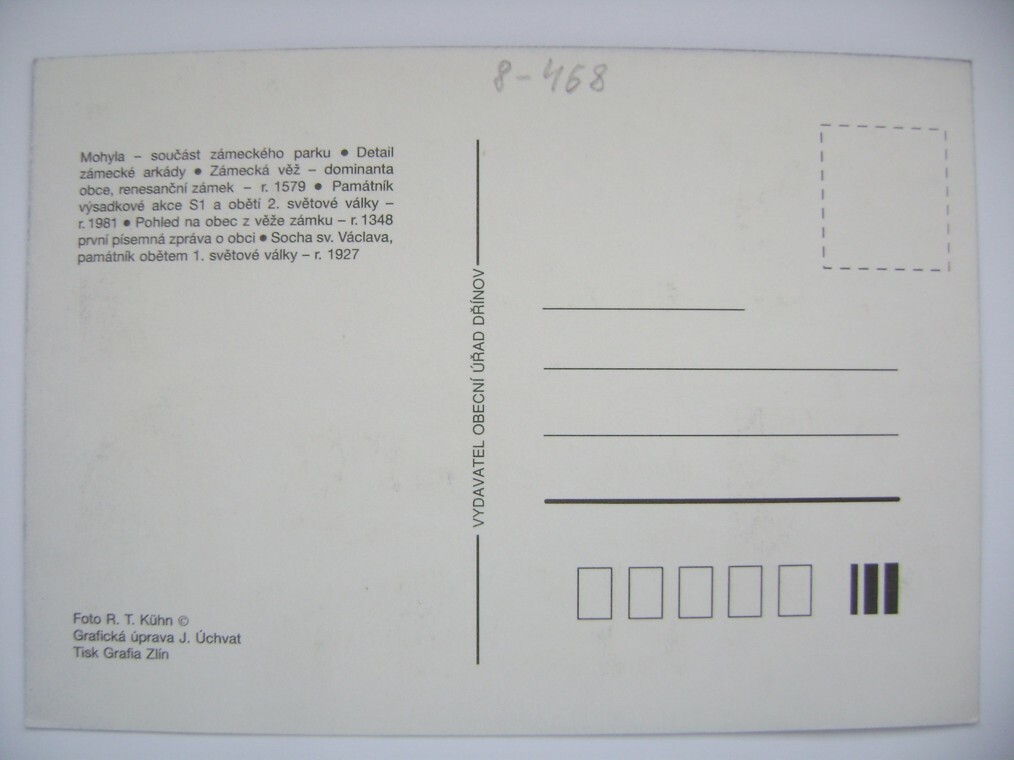 8-468
Mohyla – součást zámeckého parku • Detail
zámecké arkády • Zámecká věž – dominanta
obce, renesanční zámek – r. 1579 • Památník
výsadkové akce S1 a obětí 2. světové války –
r. 1981 • Pohled na obec z věže zámku – r. 1348
první písemná zpráva o obci • Socha sv. Václava,
památník obětem 1. světové války – r. 1927
VYDAVATEL OBECNÍ ÚŘAD DŘÍNOV
Foto R. T. Kühn ©
Grafická úprava J. Úchvat
Tisk Grafia Zlín